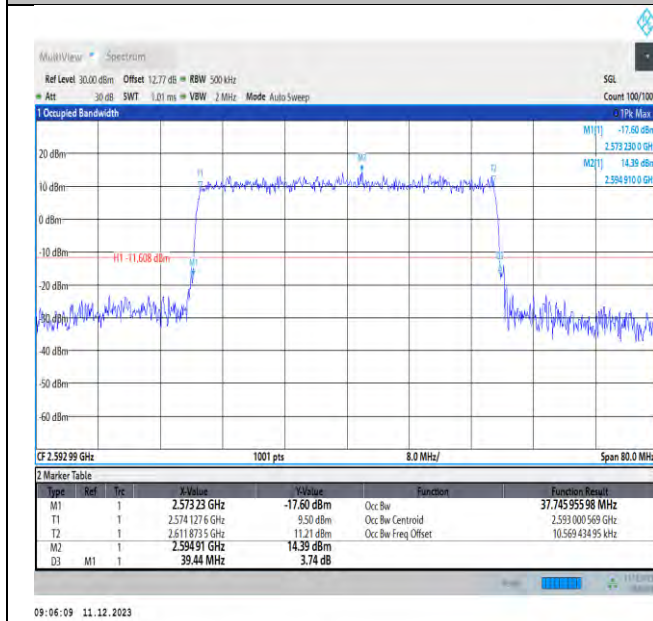 MultiView Spectrum
Ref Level 30.00 dBm Offset 12.77 dB RBW 500 kHz SGL
Att 30 dB SWT 1.01 ms VBW 2 MHz Mode Auto Sweep Count 100/100
1 Occupied Bandwidth 1Pk Max
M1[1] -17.60 dBm
2.573 230 0 GH
M2[1] 14.39 dBm
2.594 910 0 GH
20 dBm
M2
T1
T2
10 dBm
0 dBm
-10 dBm
H1 -11.608 dBm
M1
-20 dBm
-30 dBm
-40 dBm
-50 dBm
-60 dBm
CF 2.592 99 GHz 1001 pts 8.0 MHz/ Span 80.0 MHz
2 Marker Table
Type Ref Trc X-Value Y-Value Function Function Result
M1 1 2.573 23 GHz -17.60 dBm Occ Bw 37.745 955 98 MHz
T1 1 2.574 127 6 GHz 9.50 dBm Occ Bw Centroid 2.593 000 569 GHz
T2 1 2.611 873 5 GHz 11.21 dBm Occ Bw Freq Offset 10.569 434 95 kHz
M2 1 2.594 91 GHz 14.39 dBm
D3 M1 1 39.44 MHz 3.74 dB
09:06:09 11.12.2023